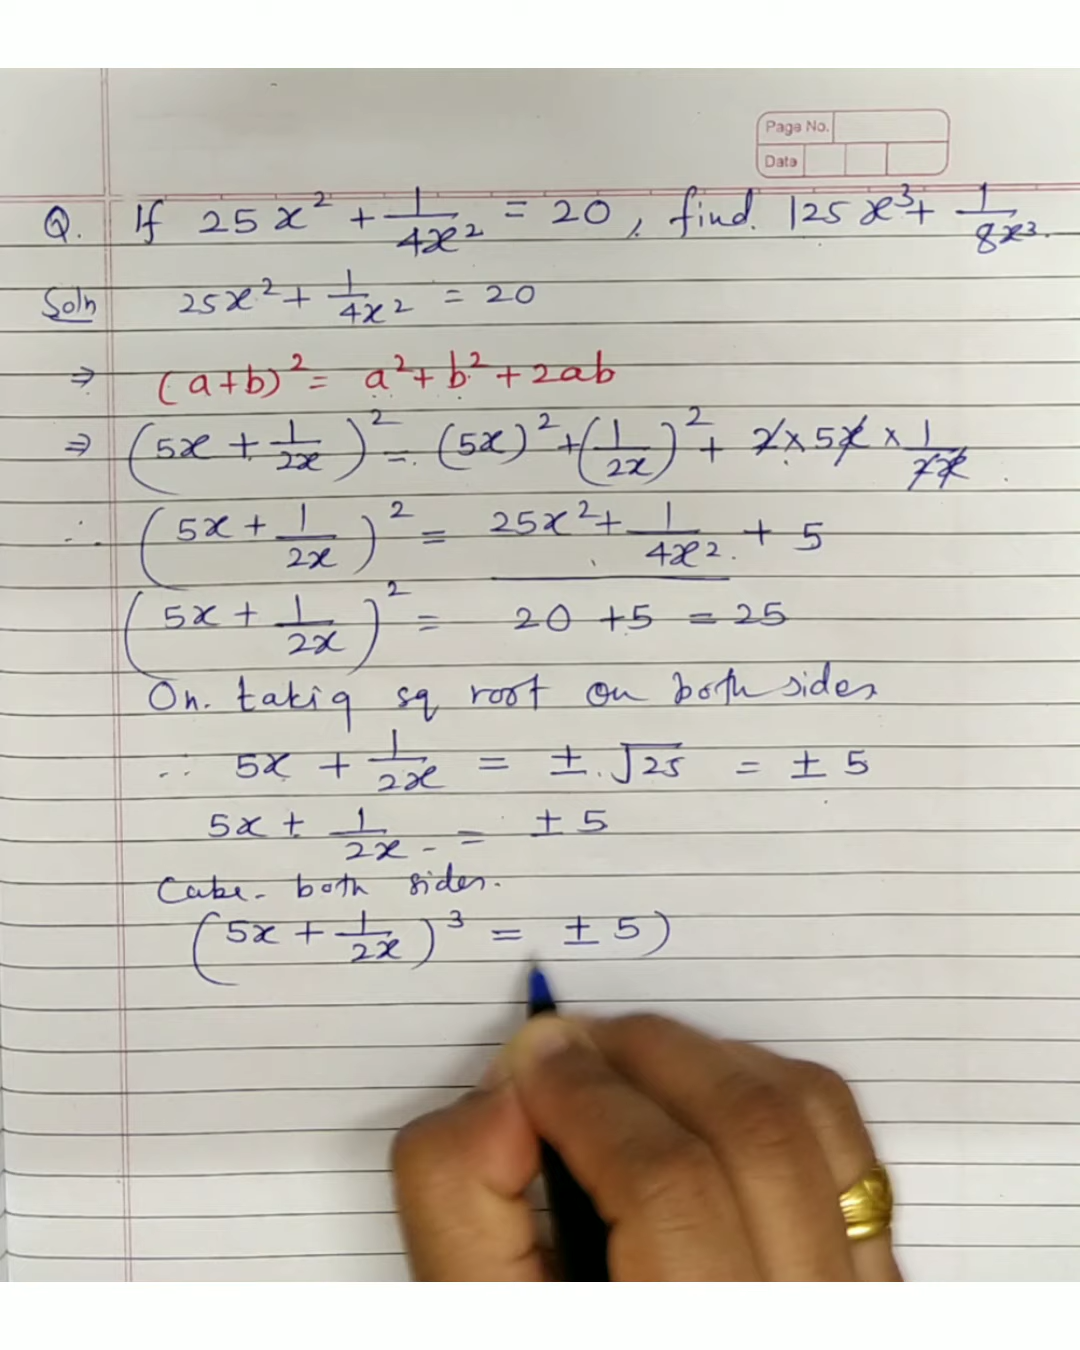 Page No.
Date
Q. If 25x² + 1/4x² = 20, find. 125x³ + 1/8x³.
Soln 25x² + 1/4x² = 20
⇒ (a+b)² = a² + b² + 2ab
⇒ (5x + 1/2x)² = (5x)² + (1/2x)² + 2 × 5x × 1/2x
∴ (5x + 1/2x)² = 25x² + 1/4x² + 5
(5x + 1/2x)² = 20 + 5 = 25
On. takiq sq root on both sides
∴ 5x + 1/2x = ± √25 = ± 5
5x + 1/2x = ± 5
Cube both sides.
(5x + 1/2x)³ = ± 5)